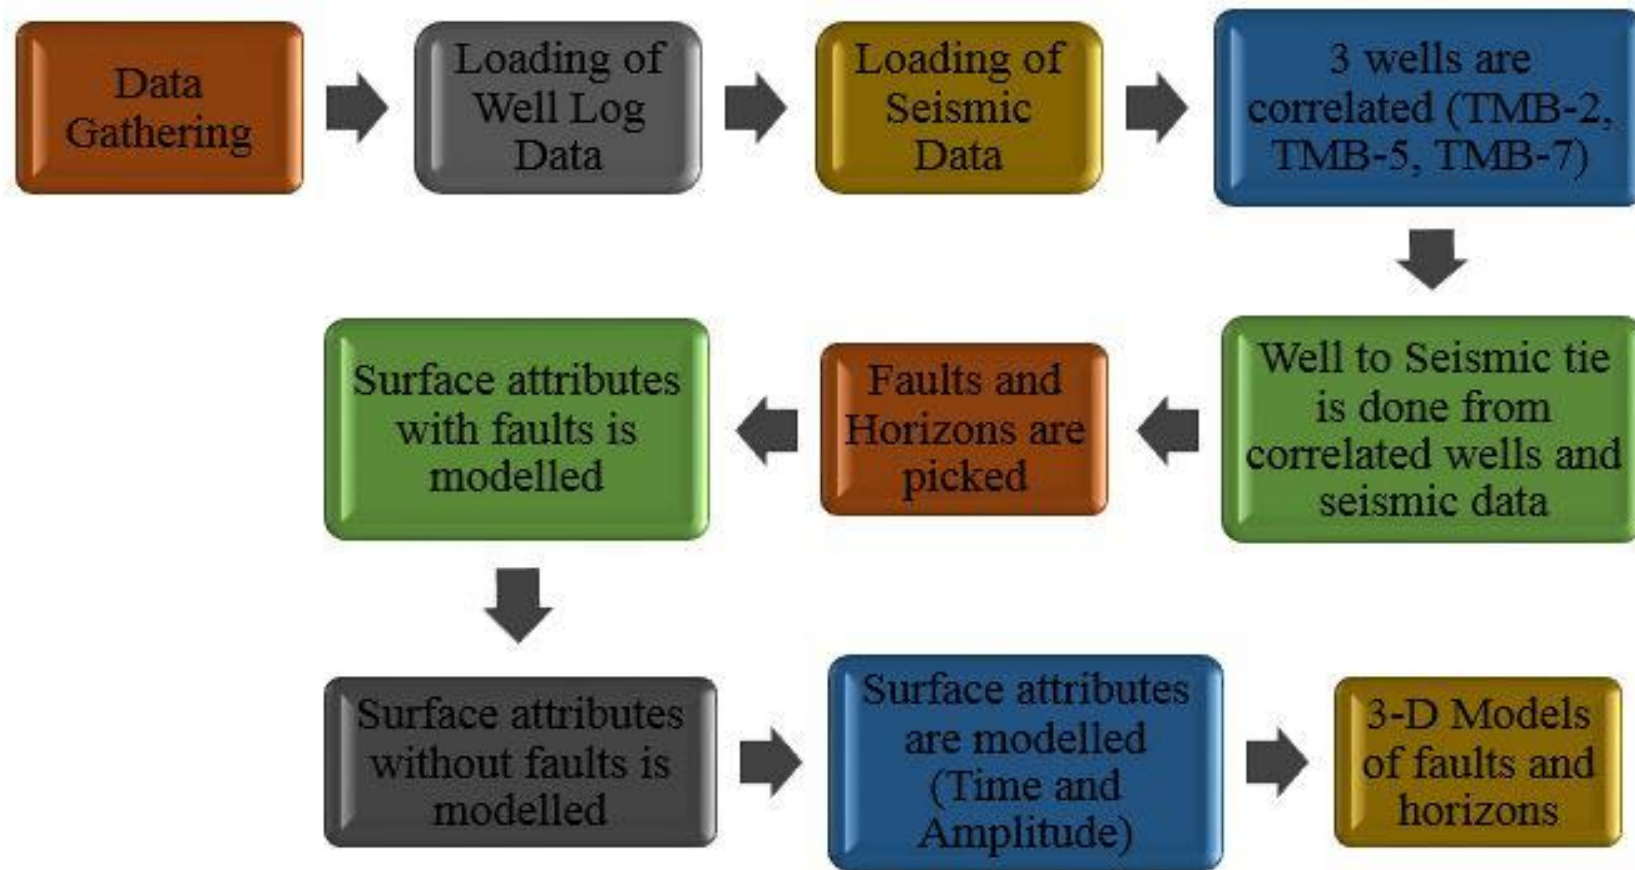 Data
Gathering
Loading of
Well Log
Data
Loading of
Seismic
Data
3 wells are
correlated (TMB-2,
TMB-5, TMB-7)
Well to Seismic tie
is done from
correlated wells and
seismic data
Faults and
Horizons are
picked
Surface attributes
with faults is
modelled
Surface attributes
without faults is
modelled
Surface attributes
are modelled
(Time and
Amplitude)
3-D Models
of faults and
horizons